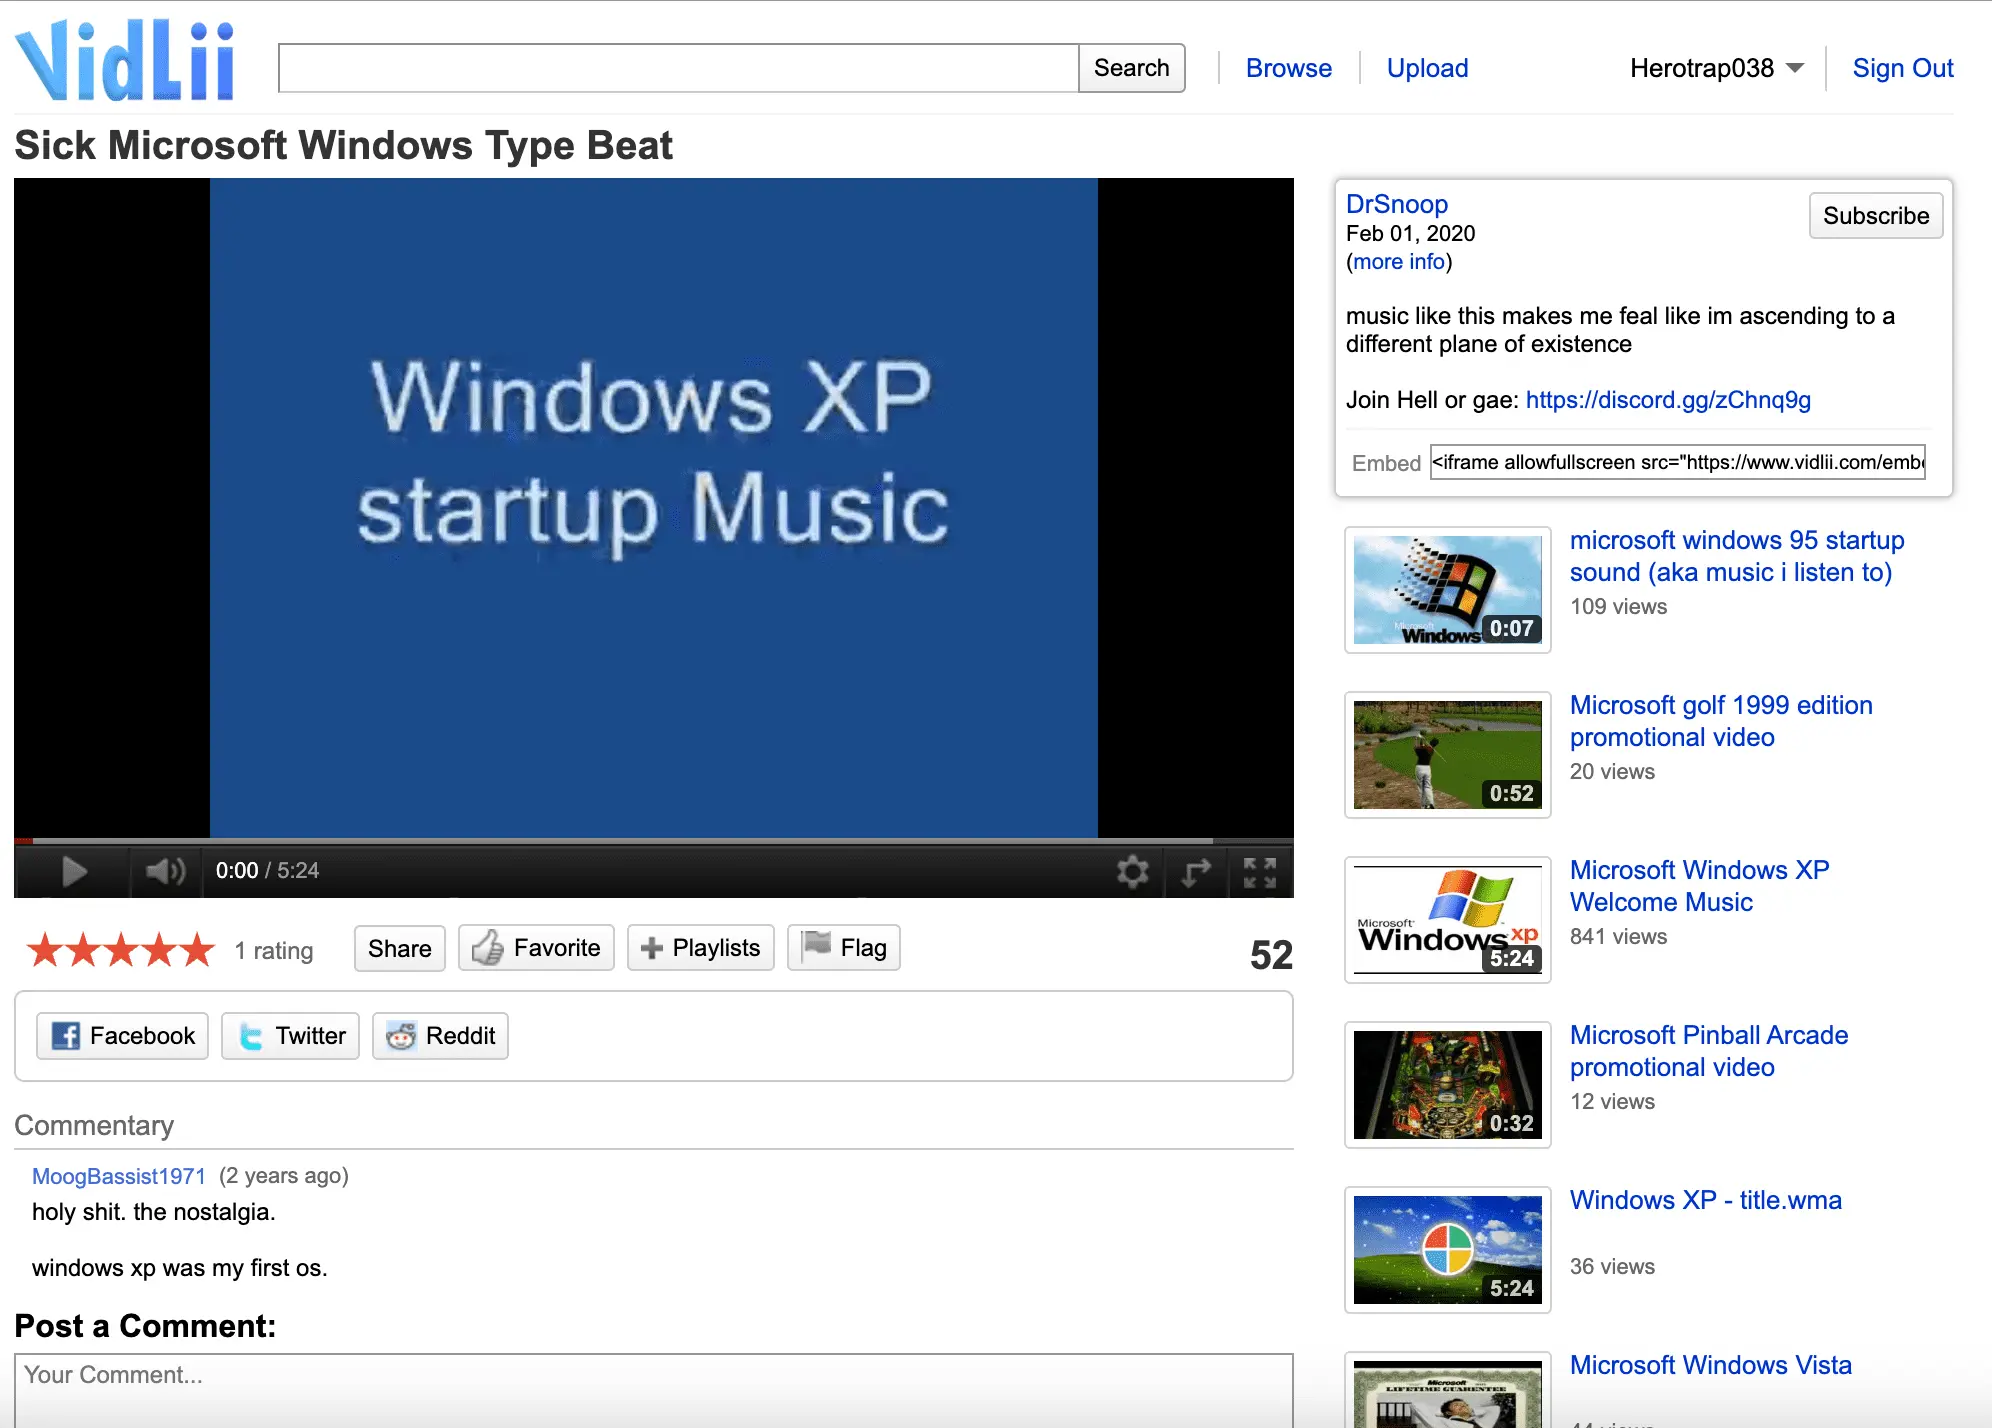 VidLii
Search
Browse
Upload
Herotrap038
Sign Out
Sick Microsoft Windows Type Beat
Windows XP
startup Music
0:00 / 5:24
1 rating
Share
Favorite
Playlists
Flag
52
Facebook
Twitter
Reddit
Commentary
MoogBassist1971 (2 years ago)
holy shit. the nostalgia.
windows xp was my first os.
Post a Comment:
Your Comment...
DrSnoop
Subscribe
Feb 01, 2020
(more info)
music like this makes me feal like im ascending to a
different plane of existence
Join Hell or gae: https://discord.gg/zChnq9g
Embed
<iframe allowfullscreen src="https://www.vidlii.com/embe
Microsoft
Windows
0:07
microsoft windows 95 startup
sound (aka music i listen to)
109 views
0:52
Microsoft golf 1999 edition
promotional video
20 views
Microsoft
Windows xp
5:24
Microsoft Windows XP
Welcome Music
841 views
0:32
Microsoft Pinball Arcade
promotional video
12 views
5:24
Windows XP - title.wma
36 views
Microsoft
LIFETIME GUARENTEE
Microsoft Windows Vista